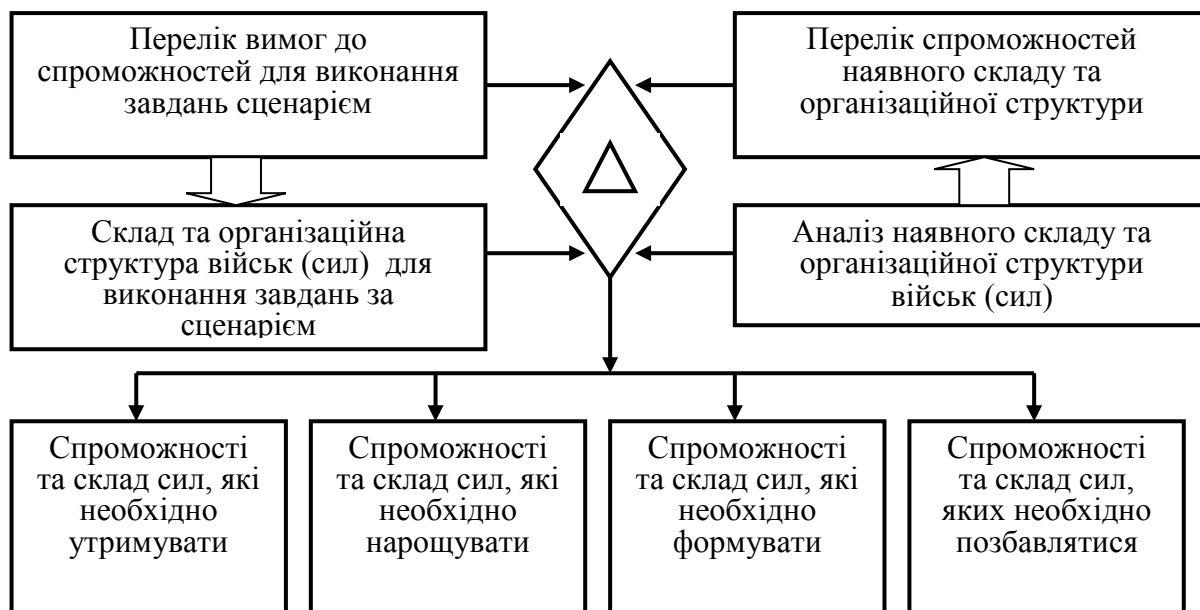 Перелік вимог до
спроможностей для виконання
завдань сценарієм
Перелік спроможностей
наявного складу та
організаційної структури
Склад та організаційна
структура військ (сил) для
виконання завдань за
сценарієм
Аналіз наявного складу та
організаційної структури
військ (сил)
Спроможності
та склад сил, які
необхідно
утримувати
Спроможності
та склад сил, які
необхідно
нарощувати
Спроможності
та склад сил, які
необхідно
формувати
Спроможності
та склад сил,
яких необхідно
позбавлятися